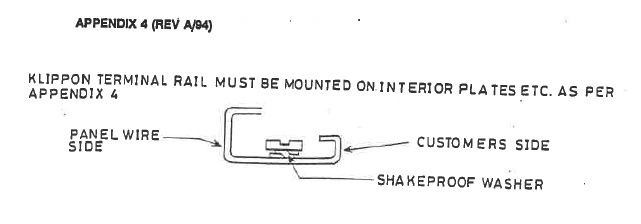 APPENDIX 4 (REV A/94)
KLIPPON TERMINAL RAIL MUST BE MOUNTED ON INTERIOR PLATES ETC. AS PER
APPENDIX 4
PANEL WIRE
SIDE
CUSTOMERS SIDE
SHAKEPROOF WASHER